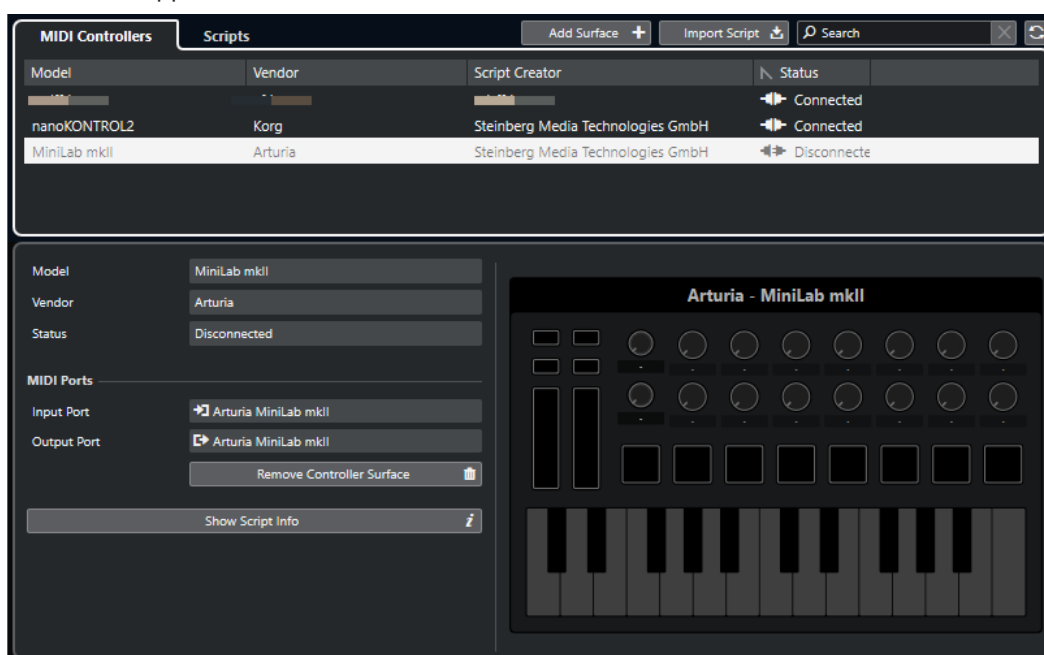 MIDI Controllers Scripts Add Surface Import Script Search
Model Vendor Script Creator Status
Connected
nanoKONTROL2 Korg Steinberg Media Technologies GmbH Connected
MiniLab mkII Arturia Steinberg Media Technologies GmbH Disconnecte
Model MiniLab mkII
Vendor Arturia
Status Disconnected
MIDI Ports
Input Port Arturia MiniLab mkII
Output Port Arturia MiniLab mkII
Remove Controller Surface
Show Script Info i
Arturia - MiniLab mkII